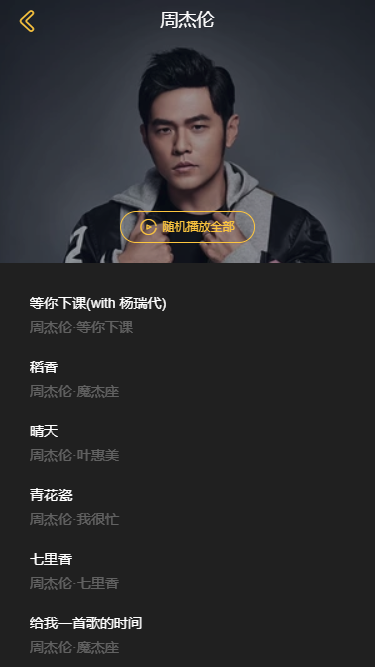 周杰伦
随机播放全部
等你下课(with 杨瑞代)
周杰伦·等你下课
稻香
周杰伦·魔杰座
晴天
周杰伦·叶惠美
青花瓷
周杰伦·我很忙
七里香
周杰伦·七里香
给我一首歌的时间
周杰伦·魔杰座